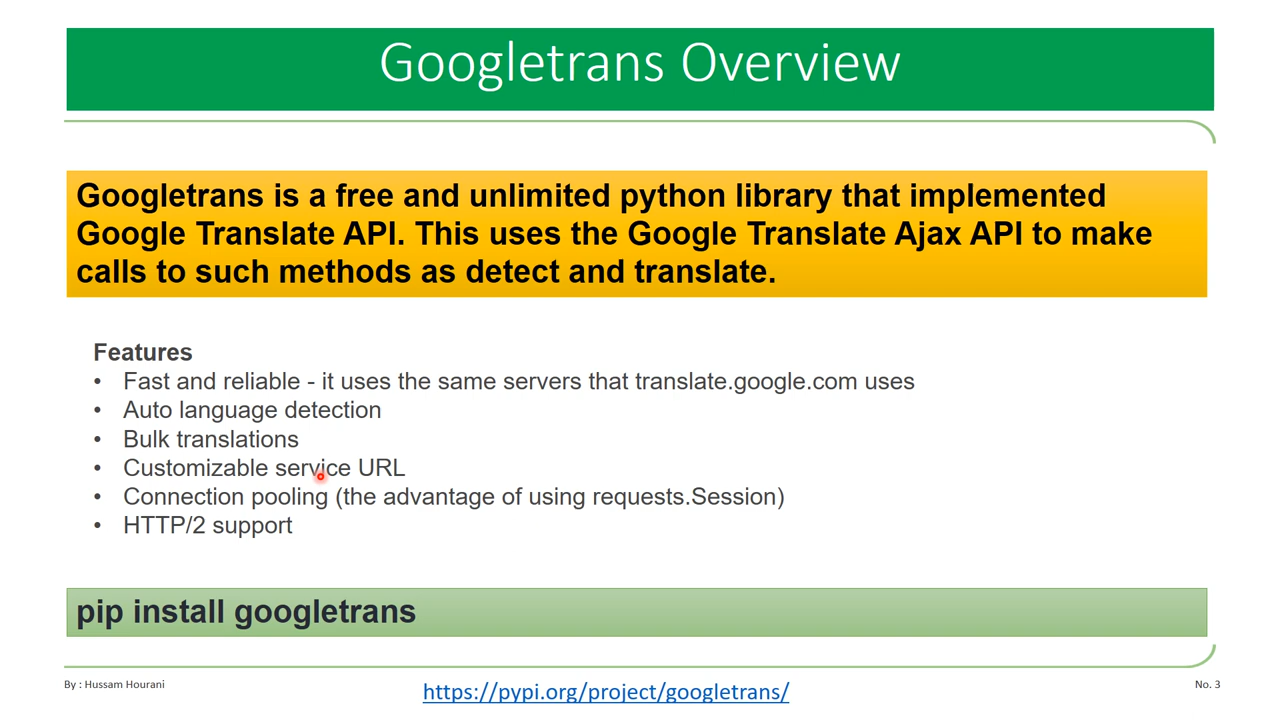 Googletrans Overview
Googletrans is a free and unlimited python library that implemented
Google Translate API. This uses the Google Translate Ajax API to make
calls to such methods as detect and translate.
Features
• Fast and reliable - it uses the same servers that translate.google.com uses
• Auto language detection
• Bulk translations
• Customizable service URL
• Connection pooling (the advantage of using requests.Session)
• HTTP/2 support
pip install googletrans
By : Hussam Hourani
https://pypi.org/project/googletrans/
No. 3